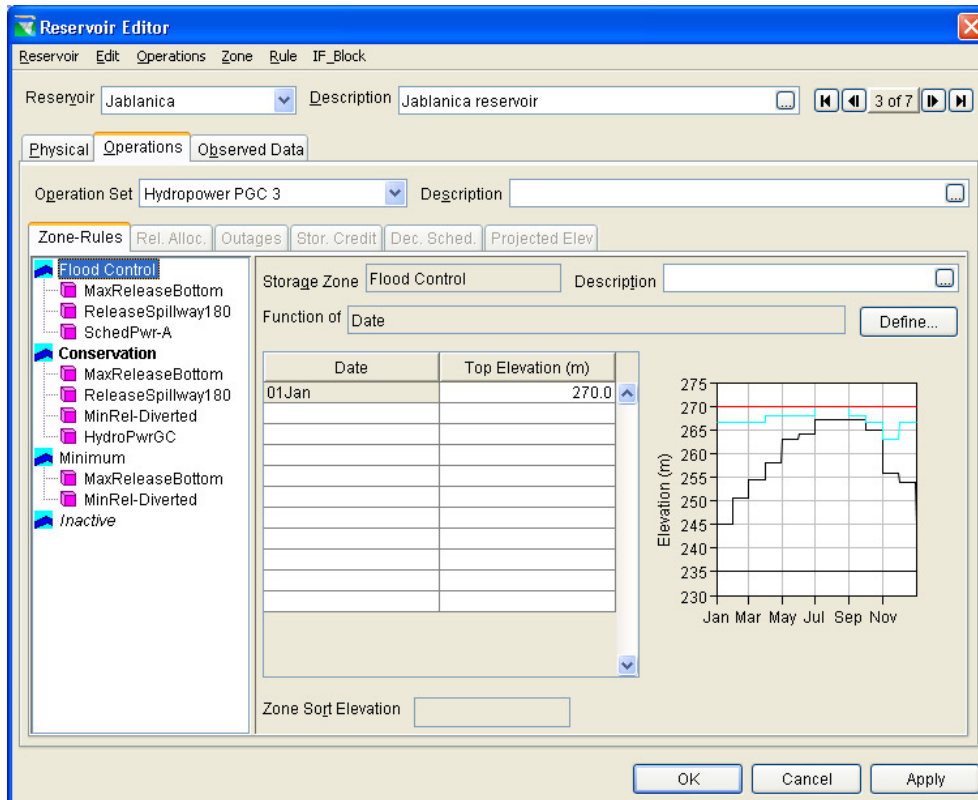 Reservoir Editor
Reservoir Edit Operations Zone Rule IF_Block
Reservoir Jablanica Description Jablanica reservoir ... 3 of 7
Physical Operations Observed Data
Operation Set Hydropower PGC 3 Description ...
Zone-Rules Rel. Alloc. Outages Stor. Credit Dec. Sched. Projected Elev
Flood Control
MaxReleaseBottom
ReleaseSpillway180
SchedPwr-A
Conservation
MaxReleaseBottom
ReleaseSpillway180
MinRel-Diverted
HydroPwrGC
Minimum
MaxReleaseBottom
MinRel-Diverted
Inactive
Storage Zone Flood Control Description ...
Function of Date Define...
Date Top Elevation (m)
01Jan 270.0
Elevation (m)
275
270
265
260
255
250
245
240
235
230
Jan Mar May Jul Sep Nov
Zone Sort Elevation
OK Cancel Apply